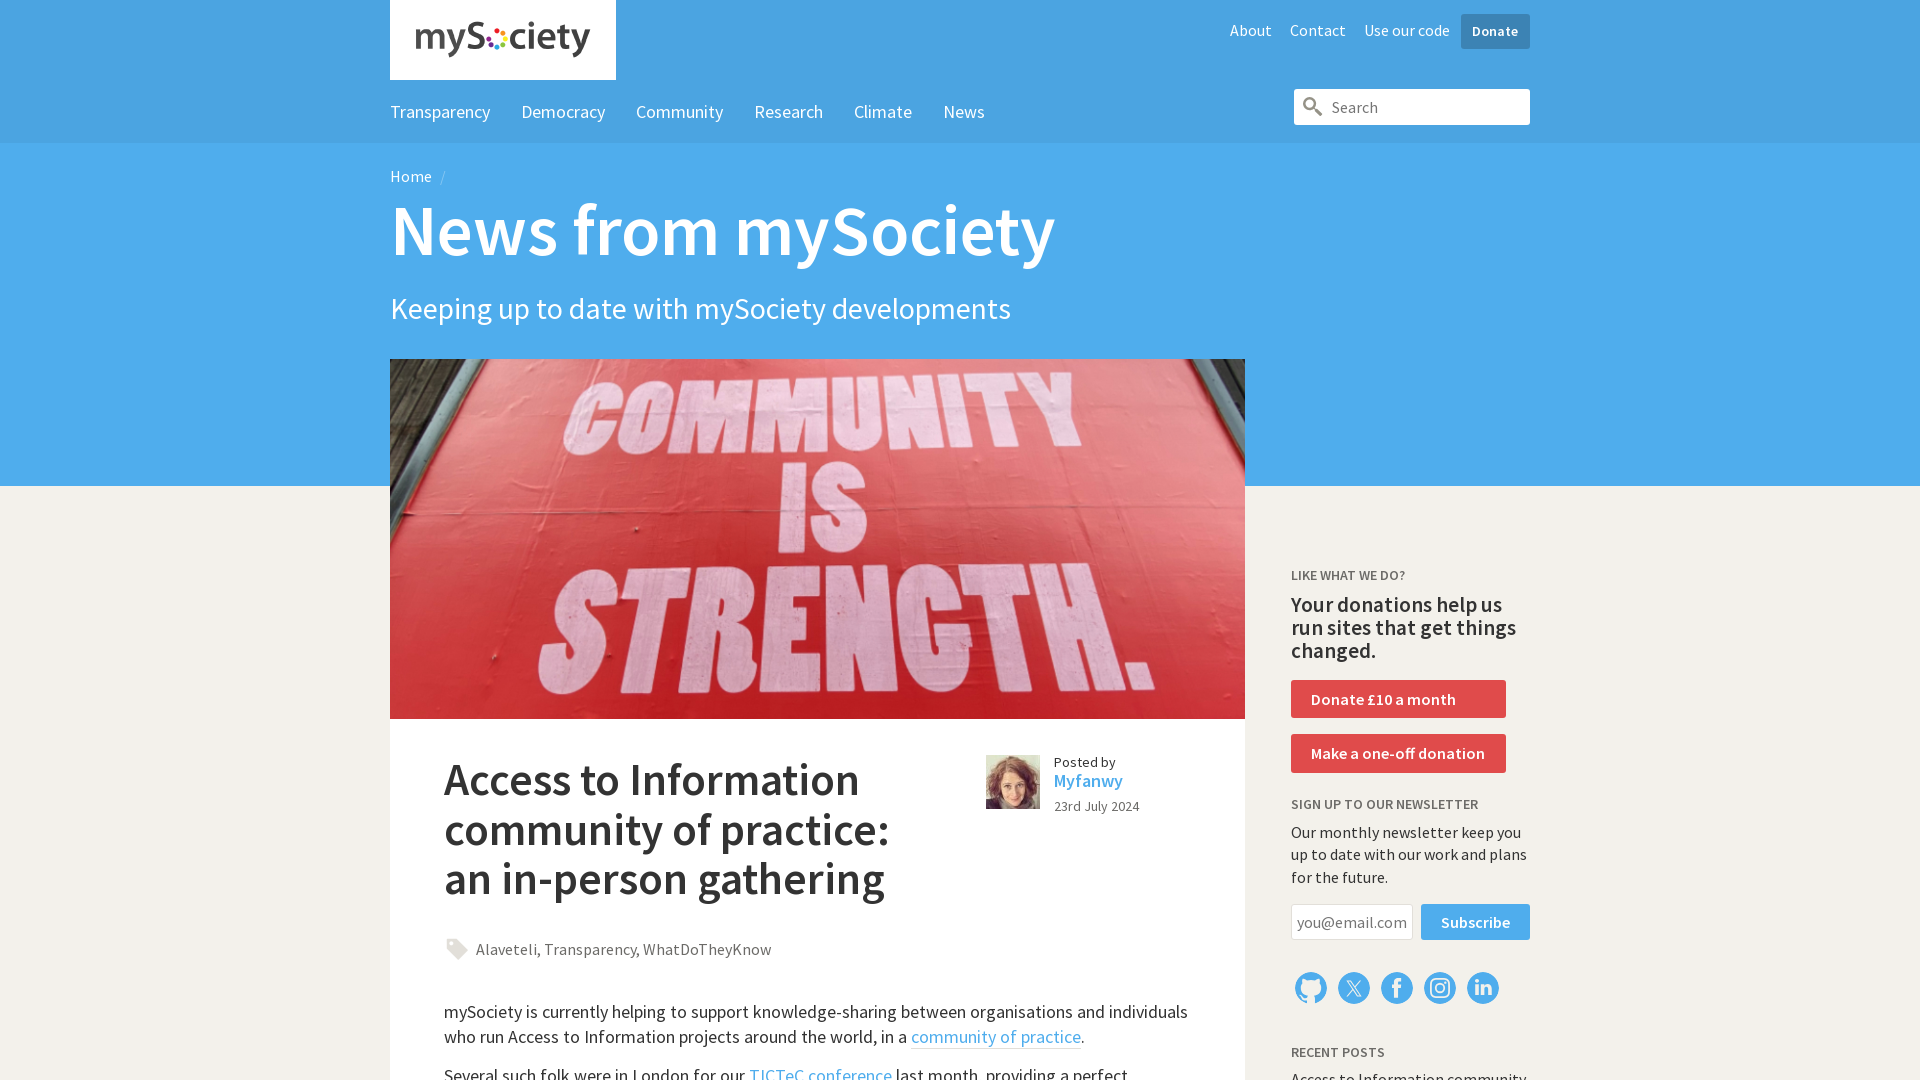 mySociety
About
Contact
Use our code
Donate
Transparency
Democracy
Community
Research
Climate
News
Search
Home /
News from mySociety
Keeping up to date with mySociety developments
COMMUNITY
IS
STRENGTH.
Access to Information
community of practice:
an in-person gathering
Posted by
Myfanwy
23rd July 2024
Alaveteli, Transparency, WhatDoTheyKnow
mySociety is currently helping to support knowledge-sharing between organisations and individuals
who run Access to Information projects around the world, in a community of practice.
Several such folk were in London for our TICTeC conference last month, providing a perfect
LIKE WHAT WE DO?
Your donations help us
run sites that get things
changed.
Donate £10 a month
Make a one-off donation
SIGN UP TO OUR NEWSLETTER
Our monthly newsletter keep you
up to date with our work and plans
for the future.
you@email.com
Subscribe
RECENT POSTS
Access to Information community